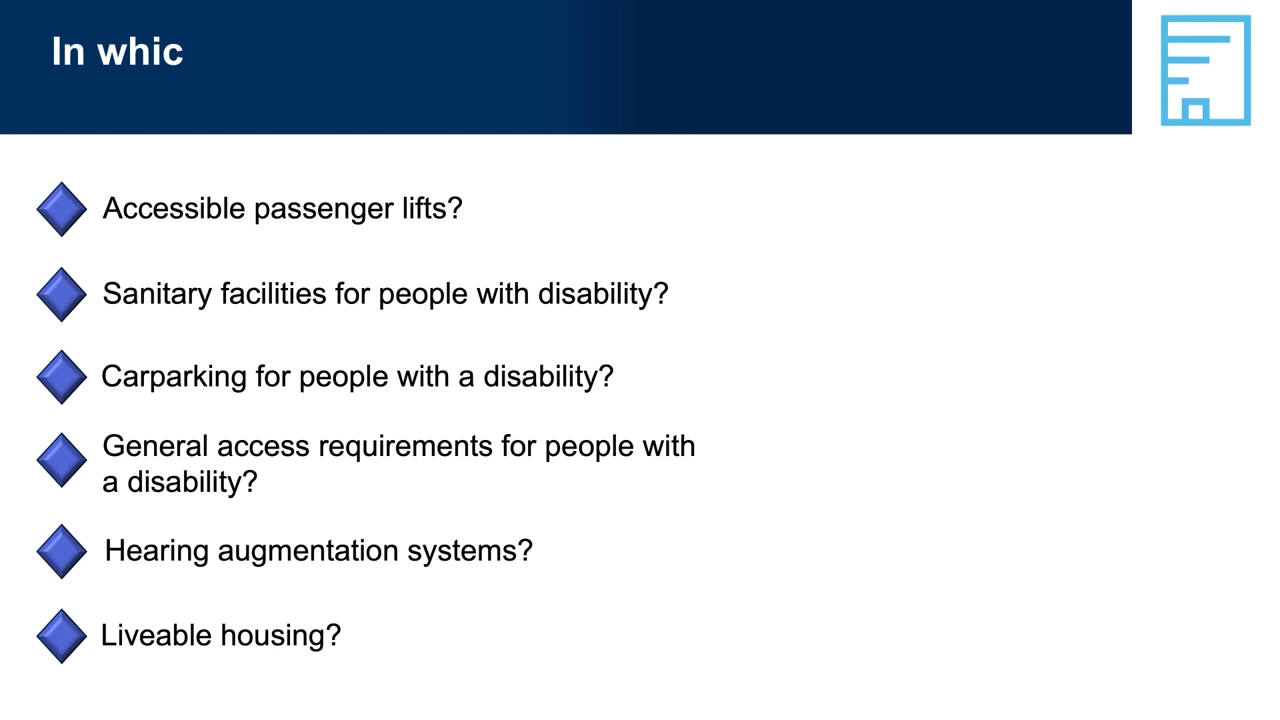 In whic
Accessible passenger lifts?
Sanitary facilities for people with disability?
Carparking for people with a disability?
General access requirements for people with
a disability?
Hearing augmentation systems?
Liveable housing?